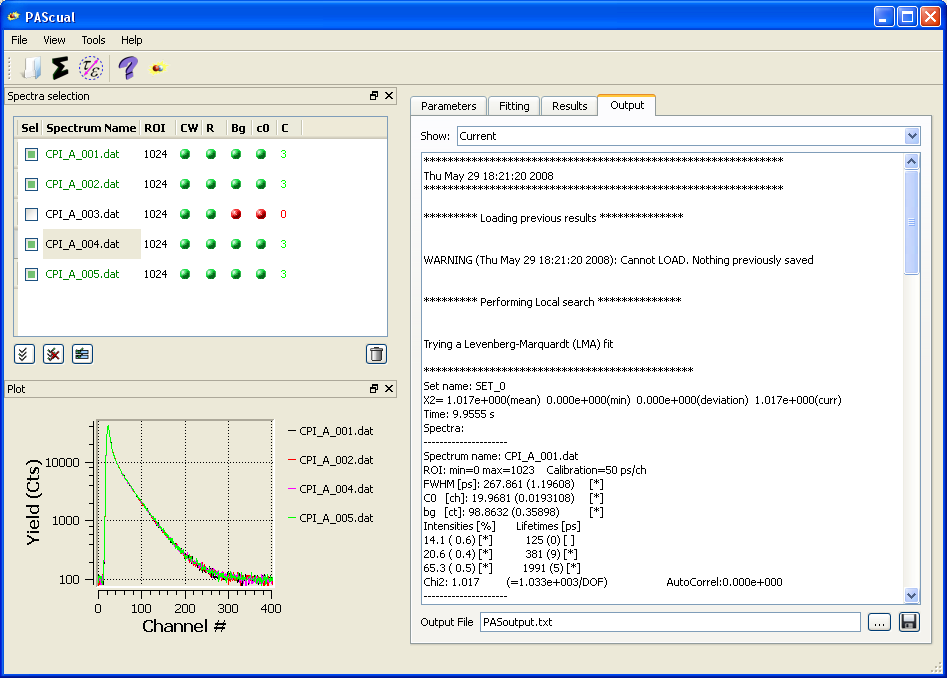 PAScual
File View Tools Help
Spectra selection
Sel Spectrum Name ROI CW R Bg c0 C
CPI_A_001.dat 1024 3
CPI_A_002.dat 1024 3
CPI_A_003.dat 1024 0
CPI_A_004.dat 1024 3
CPI_A_005.dat 1024 3
Plot
Yield (Cts)
10000
1000
100
0 100 200 300 400
Channel #
CPI_A_001.dat
CPI_A_002.dat
CPI_A_004.dat
CPI_A_005.dat
Parameters Fitting Results Output
Show: Current
******************************************************************
Thu May 29 18:21:20 2008
******************************************************************
********* Loading previous results **************
WARNING (Thu May 29 18:21:20 2008): Cannot LOAD. Nothing previously saved
********* Performing Local search **************
Trying a Levenberg-Marquardt (LMA) fit
*************************************************
Set name: SET_0
X2= 1.017e+000(mean) 0.000e+000(min) 0.000e+000(deviation) 1.017e+000(curr)
Time: 9.9555 s
Spectra:
---------------------
Spectrum name: CPI_A_001.dat
ROI: min=0 max=1023 Calibration=50 ps/ch
FWHM [ps]: 267.861 (1.19608) [*]
C0 [ch]: 19.9681 (0.0193108) [*]
bg [ct]: 98.8632 (0.35898) [*]
Intensities [%] Lifetimes [ps]
14.1 ( 0.6) [*] 125 (0) [ ]
20.6 ( 0.4) [*] 381 (9) [*]
65.3 ( 0.5) [*] 1991 (5) [*]
Chi2: 1.017 (=1.033e+003/DOF) AutoCorrel:0.000e+000
---------------------
Output File PASoutput.txt ...